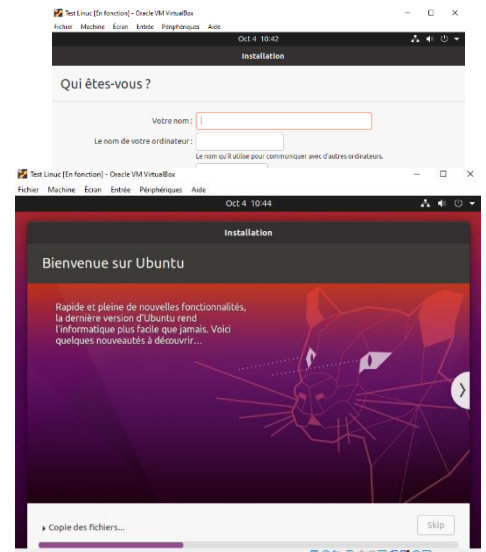 Test Linuc [En fonction] - Oracle VM VirtualBox
Fichier Machine Écran Entrée Périphériques Aide
Oct 4 10:42
Installation
Qui êtes-vous ?
Votre nom :
Le nom de votre ordinateur :
Le nom qu'il utilise pour communiquer avec d'autres ordinateurs.
Test Linuc [En fonction] - Oracle VM VirtualBox
Fichier Machine Écran Entrée Périphériques Aide
Oct 4 10:44
Installation
Bienvenue sur Ubuntu
Rapide et pleine de nouvelles fonctionnalités,
la dernière version d'Ubuntu rend
l'informatique plus facile que jamais. Voici
quelques nouveautés à découvrir…
Copie des fichiers...
Skip